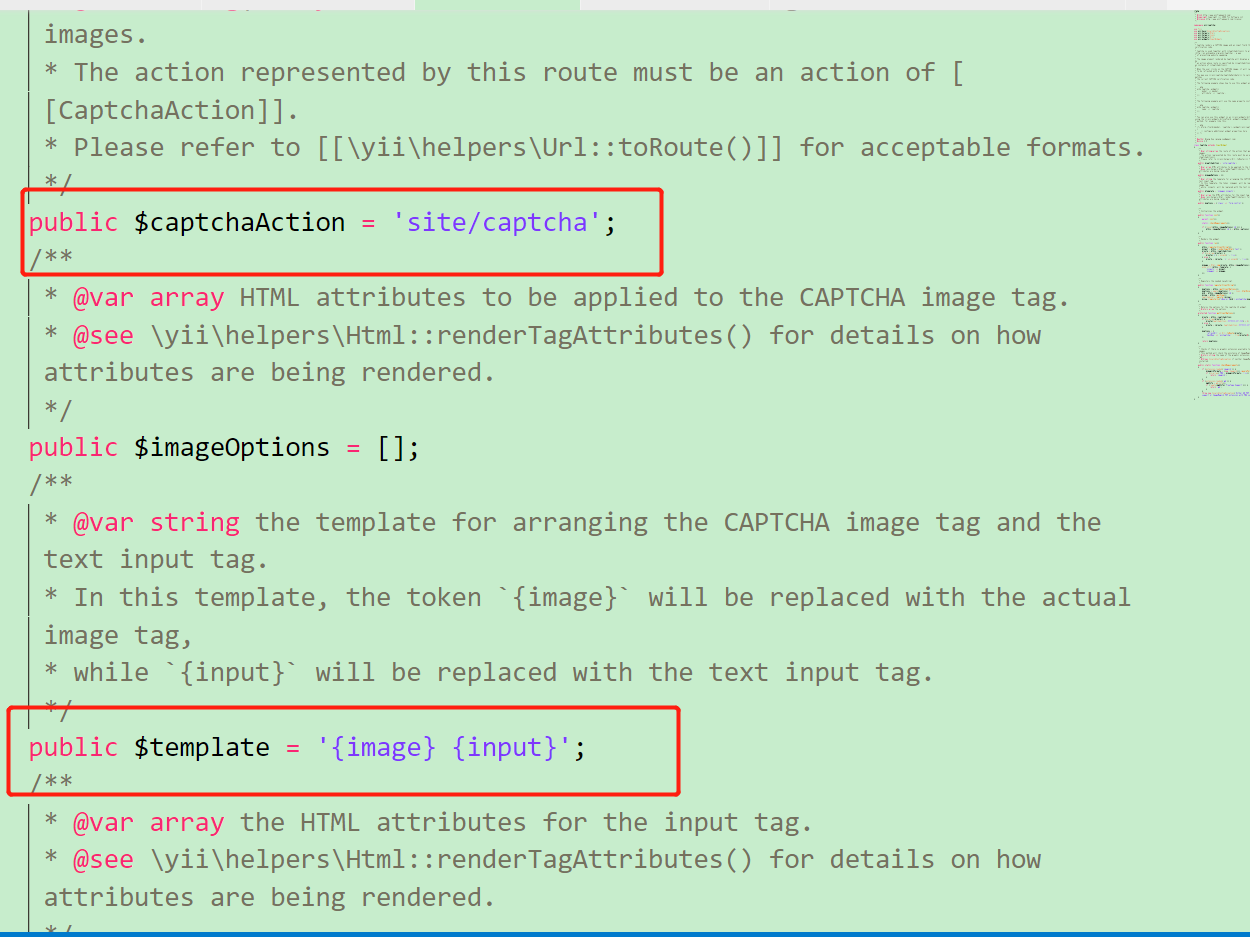 images.
* The action represented by this route must be an action of [
[CaptchaAction]].
* Please refer to [[\yii\helpers\Url::toRoute()]] for acceptable formats.
*/
public $captchaAction = 'site/captcha';
/**
* @var array HTML attributes to be applied to the CAPTCHA image tag.
* @see \yii\helpers\Html::renderTagAttributes() for details on how
attributes are being rendered.
*/
public $imageOptions = [];
/**
* @var string the template for arranging the CAPTCHA image tag and the
text input tag.
* In this template, the token `{image}` will be replaced with the actual
image tag,
* while `{input}` will be replaced with the text input tag.
*/
public $template = '{image} {input}';
/**
* @var array the HTML attributes for the input tag.
* @see \yii\helpers\Html::renderTagAttributes() for details on how
attributes are being rendered.
*/